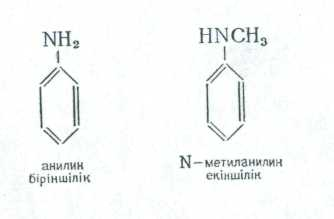 NH₂
HNCH₃
анилин
біріншілік
N—метиланилин
екіншілік